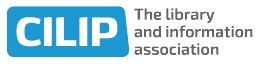 CILIP
The library
and information
association